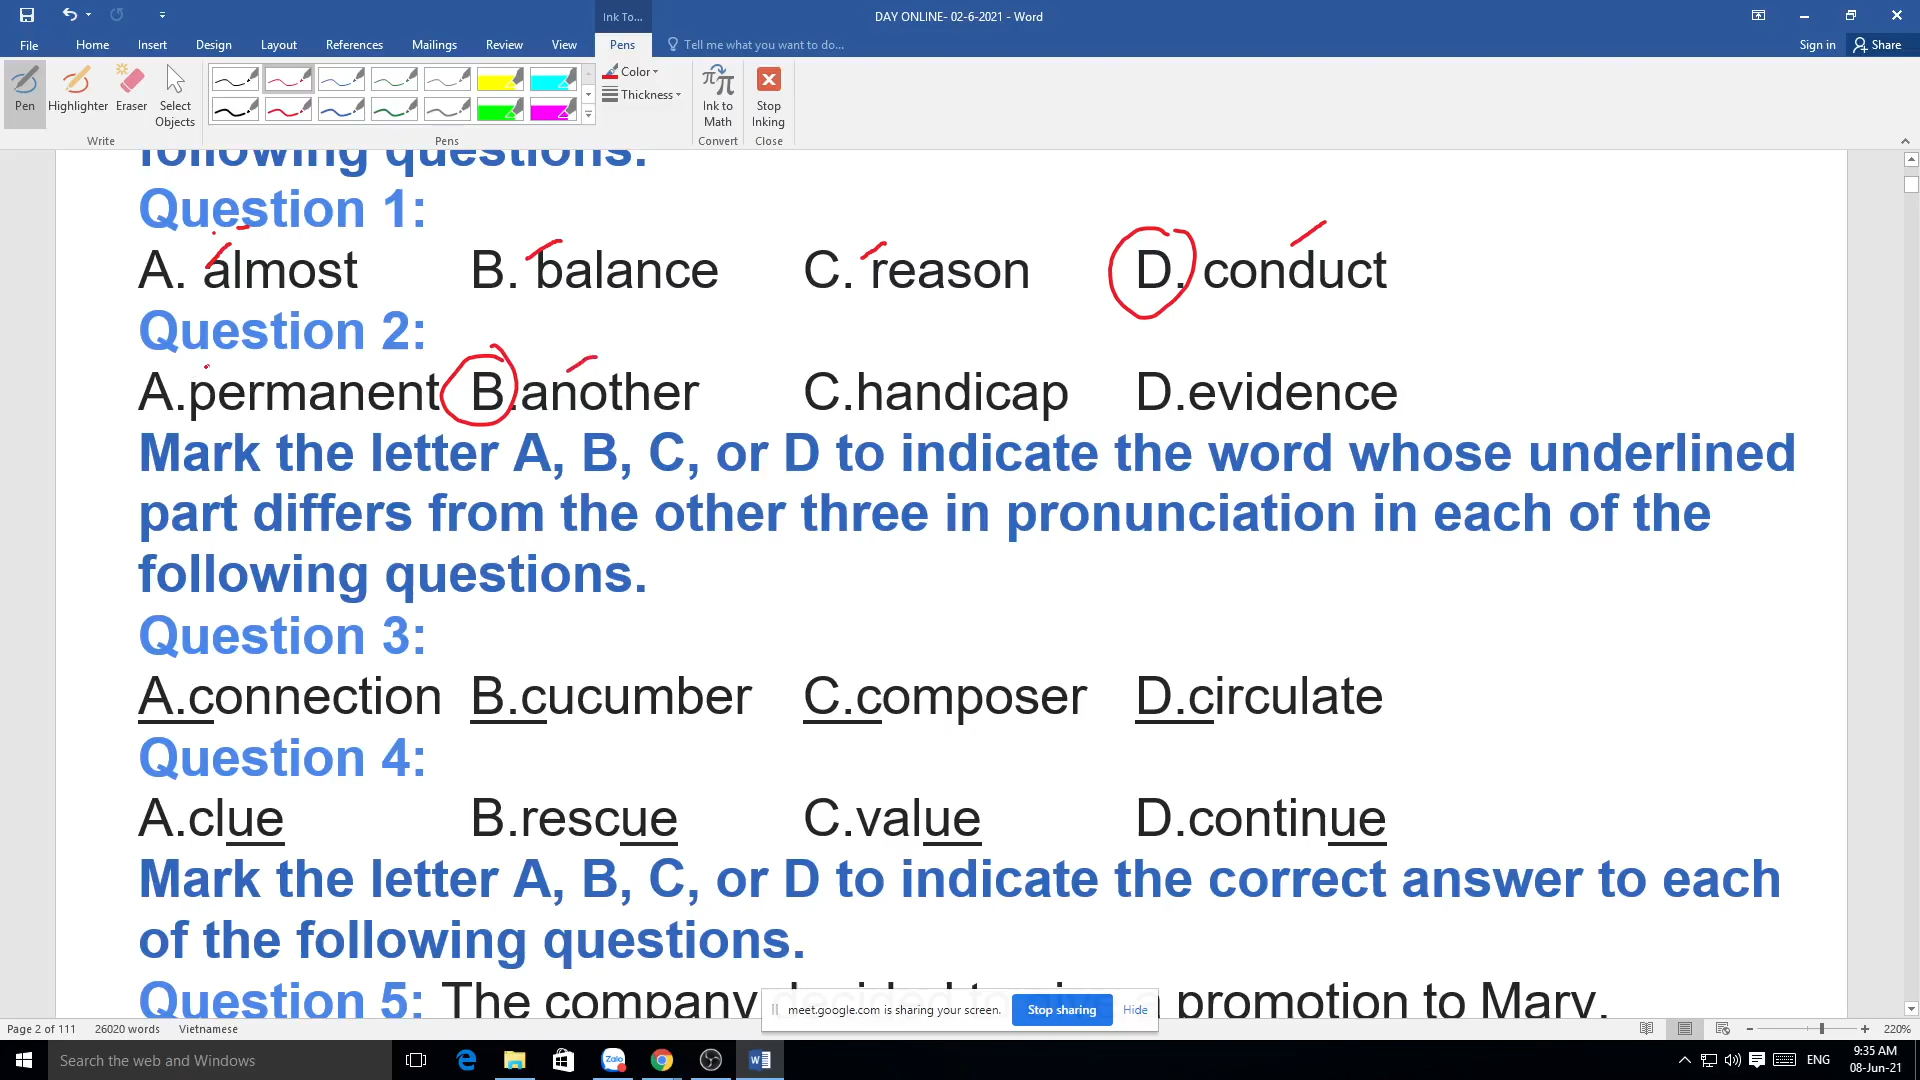 Ink To...
DAY ONLINE- 02-6-2021 - Word
File Home Insert Design Layout References Mailings Review View Pens Tell me what you want to do... Sign in Share
Pen Highlighter Eraser Select Objects
Color
Thickness
Ink to Math
Stop Inking
Write Pens Convert Close
following questions.
Question 1:
A. almost B. balance C. reason D. conduct
Question 2:
A.permanent B.another C.handicap D.evidence
Mark the letter A, B, C, or D to indicate the word whose underlined
part differs from the other three in pronunciation in each of the
following questions.
Question 3:
A.connection B.cucumber C.composer D.circulate
Question 4:
A.clue B.rescue C.value D.continue
Mark the letter A, B, C, or D to indicate the correct answer to each
of the following questions.
Question 5: The company decided to give a promotion to Mary.
meet.google.com is sharing your screen. Stop sharing Hide
Page 2 of 111 26020 words Vietnamese 220%
Search the web and Windows Zalo ENG 9:35 AM
08-Jun-21